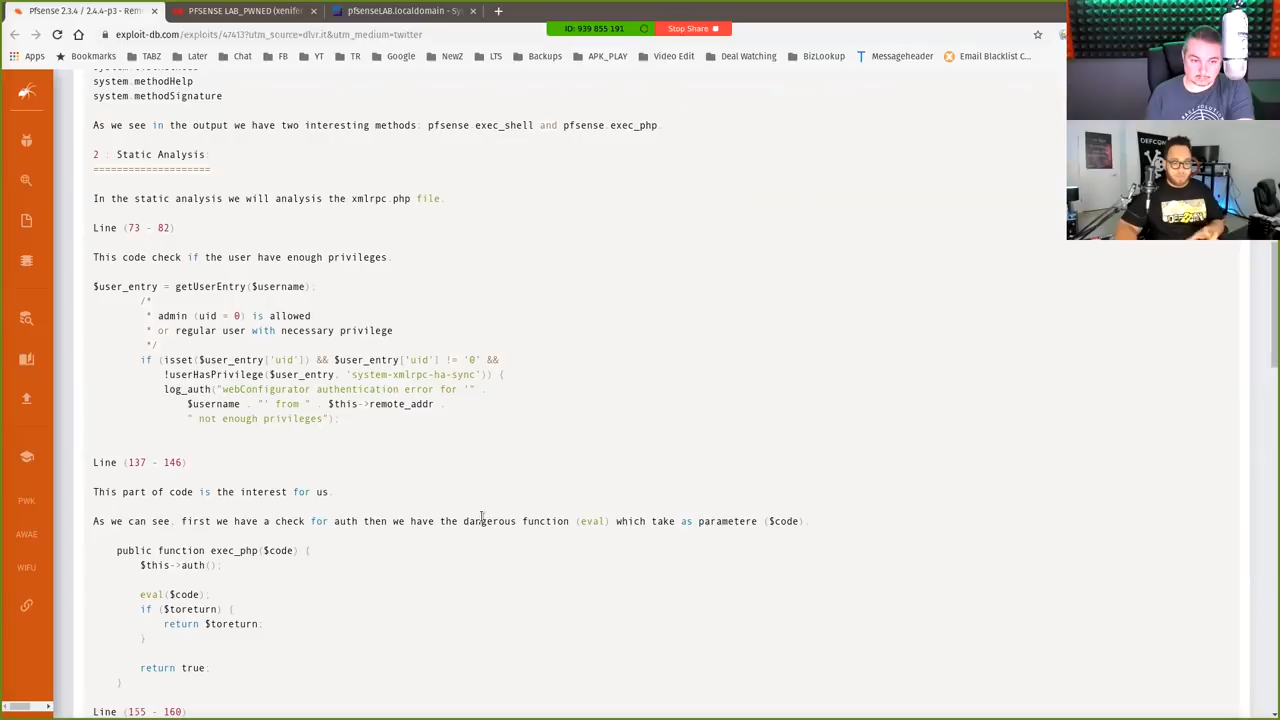 Pfsense 2.3.4 / 2.4.4-p3 - Rem
PFSENSE LAB_PWNED (xenifer
pfsenseLAB.localdomain - Sy
ID: 939 855 191
Stop Share
exploit-db.com/exploits/47413?utm_source=dlvr.it&utm_medium=twitter
Apps
Bookmarks
TABZ
Later
Chat
FB
YT
TR
Google
NewZ
LTS
Backups
APK_PLAY
Video Edit
Deal Watching
BizLookup
Messageheader
Email Blacklist C...
system.methodHelp
system.methodSignature
As we see in the output we have two interesting methods: pfsense.exec_shell and pfsense.exec_php.
2 : Static Analysis:
====================
In the static analysis we will analysis the xmlrpc.php file.
Line (73 - 82)
This code check if the user have enough privileges.
$user_entry = getUserEntry($username);
/*
* admin (uid = 0) is allowed
* or regular user with necessary privilege
*/
if (isset($user_entry['uid']) && $user_entry['uid'] != '0' &&
!userHasPrivilege($user_entry, 'system-xmlrpc-ha-sync')) {
log_auth("webConfigurator authentication error for '" .
$username . "' from " . $this->remote_addr .
" not enough privileges");
Line (137 - 146)
This part of code is the interest for us.
As we can see, first we have a check for auth then we have the dangerous function (eval) which take as parametere ($code).
public function exec_php($code) {
$this->auth();
eval($code);
if ($toreturn) {
return $toreturn;
}
return true;
}
Line (155 - 160)
PWK
AWAE
WIFU
DEFCON